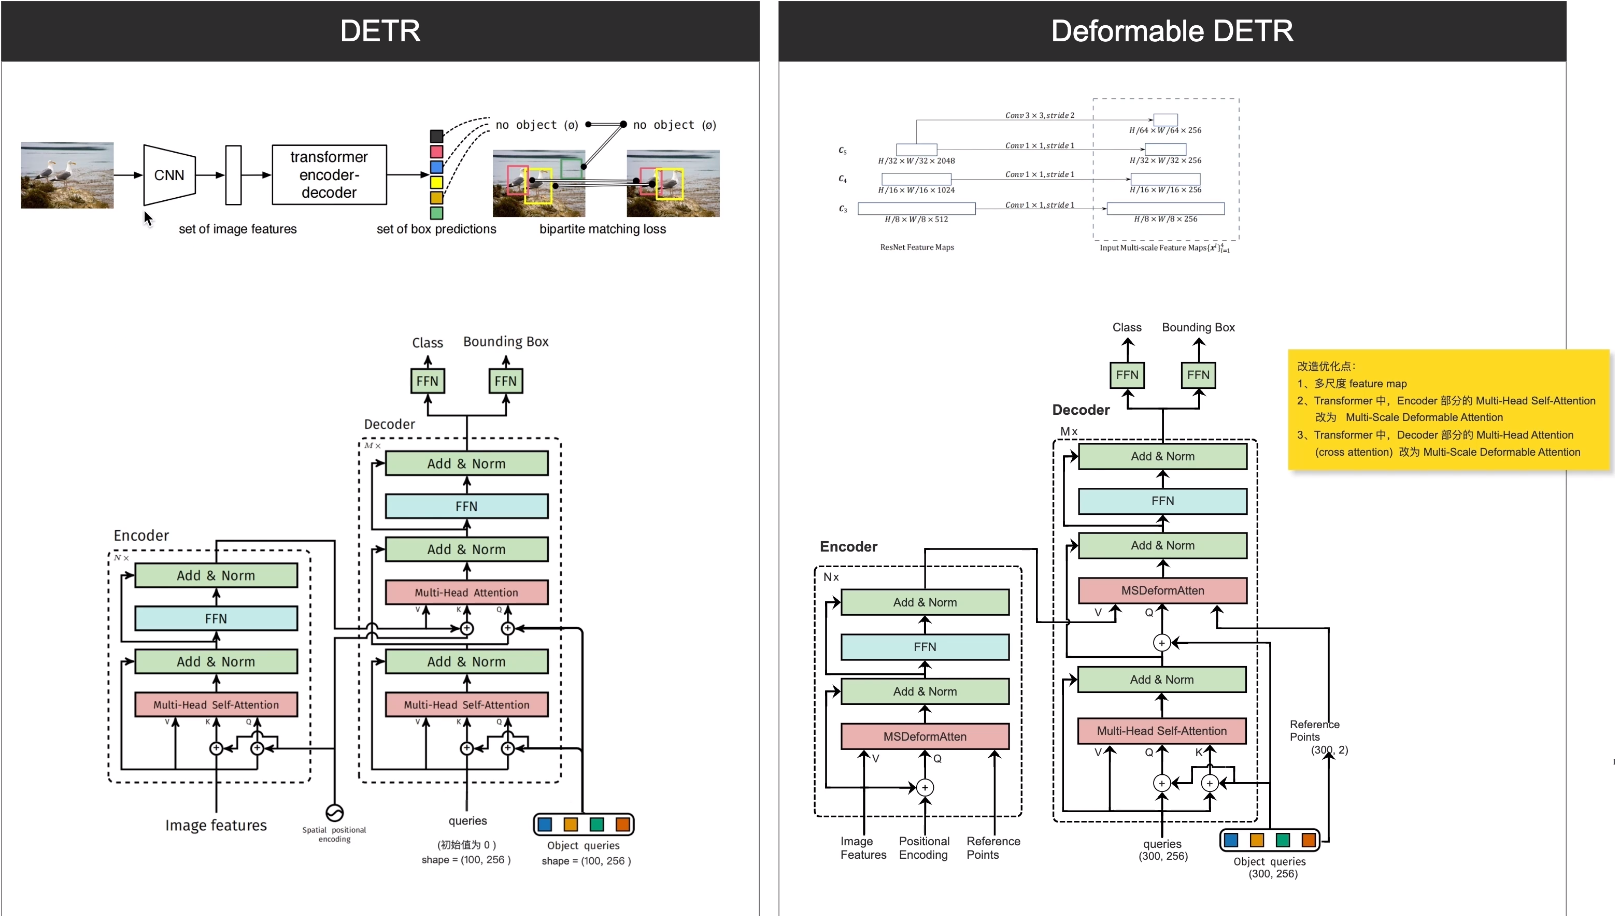 DETR
CNN
transformer
encoder-
decoder
no object (ø)
no object (ø)
set of image features
set of box predictions
bipartite matching loss
Class
Bounding Box
FFN
FFN
Decoder
M ×
Add & Norm
FFN
Add & Norm
Multi-Head Attention
V
K
Q
Add & Norm
Multi-Head Self-Attention
V
K
Q
Encoder
N ×
Add & Norm
FFN
Add & Norm
Multi-Head Self-Attention
V
K
Q
Image features
Spatial positional
encoding
queries
(初始值为 0 )
shape = (100, 256 )
Object queries
shape = (100, 256 )
Deformable DETR
Conv 3 × 3, stride 2
H/64 × W/64 × 256
C5
H/32 × W/32 × 2048
Conv 1 × 1, stride 1
H/32 × W/32 × 256
C4
H/16 × W/16 × 1024
Conv 1 × 1, stride 1
H/16 × W/16 × 256
C3
H/8 × W/8 × 512
Conv 1 × 1, stride 1
H/8 × W/8 × 256
ResNet Feature Maps
Input Multi-scale Feature Maps {x^l}_{l=1}^4
Class
Bounding Box
FFN
FFN
Decoder
Mx
Add & Norm
FFN
Add & Norm
MSDeformAtten
V
Q
Add & Norm
Multi-Head Self-Attention
V
Q
K
Encoder
Nx
Add & Norm
FFN
Add & Norm
MSDeformAtten
V
Q
Image
Features
Positional
Encoding
Reference
Points
queries
(300, 256)
Object queries
(300, 256)
Reference
Points
(300, 2)
改造优化点：
1、多尺度 feature map
2、Transformer 中，Encoder 部分的 Multi-Head Self-Attention
改为 Multi-Scale Deformable Attention
3、Transformer 中，Decoder 部分的 Multi-Head Attention
(cross attention) 改为 Multi-Scale Deformable Attention